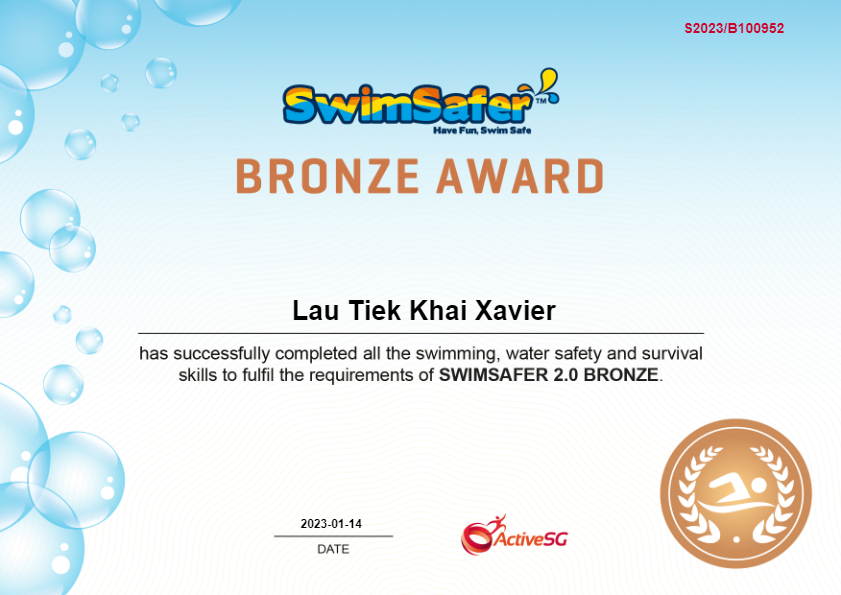 S2023/B100952
SwimSafer™
Have Fun, Swim Safe
BRONZE AWARD
Lau Tiek Khai Xavier
has successfully completed all the swimming, water safety and survival
skills to fulfil the requirements of SWIMSAFER 2.0 BRONZE.
2023-01-14
DATE
ActiveSG